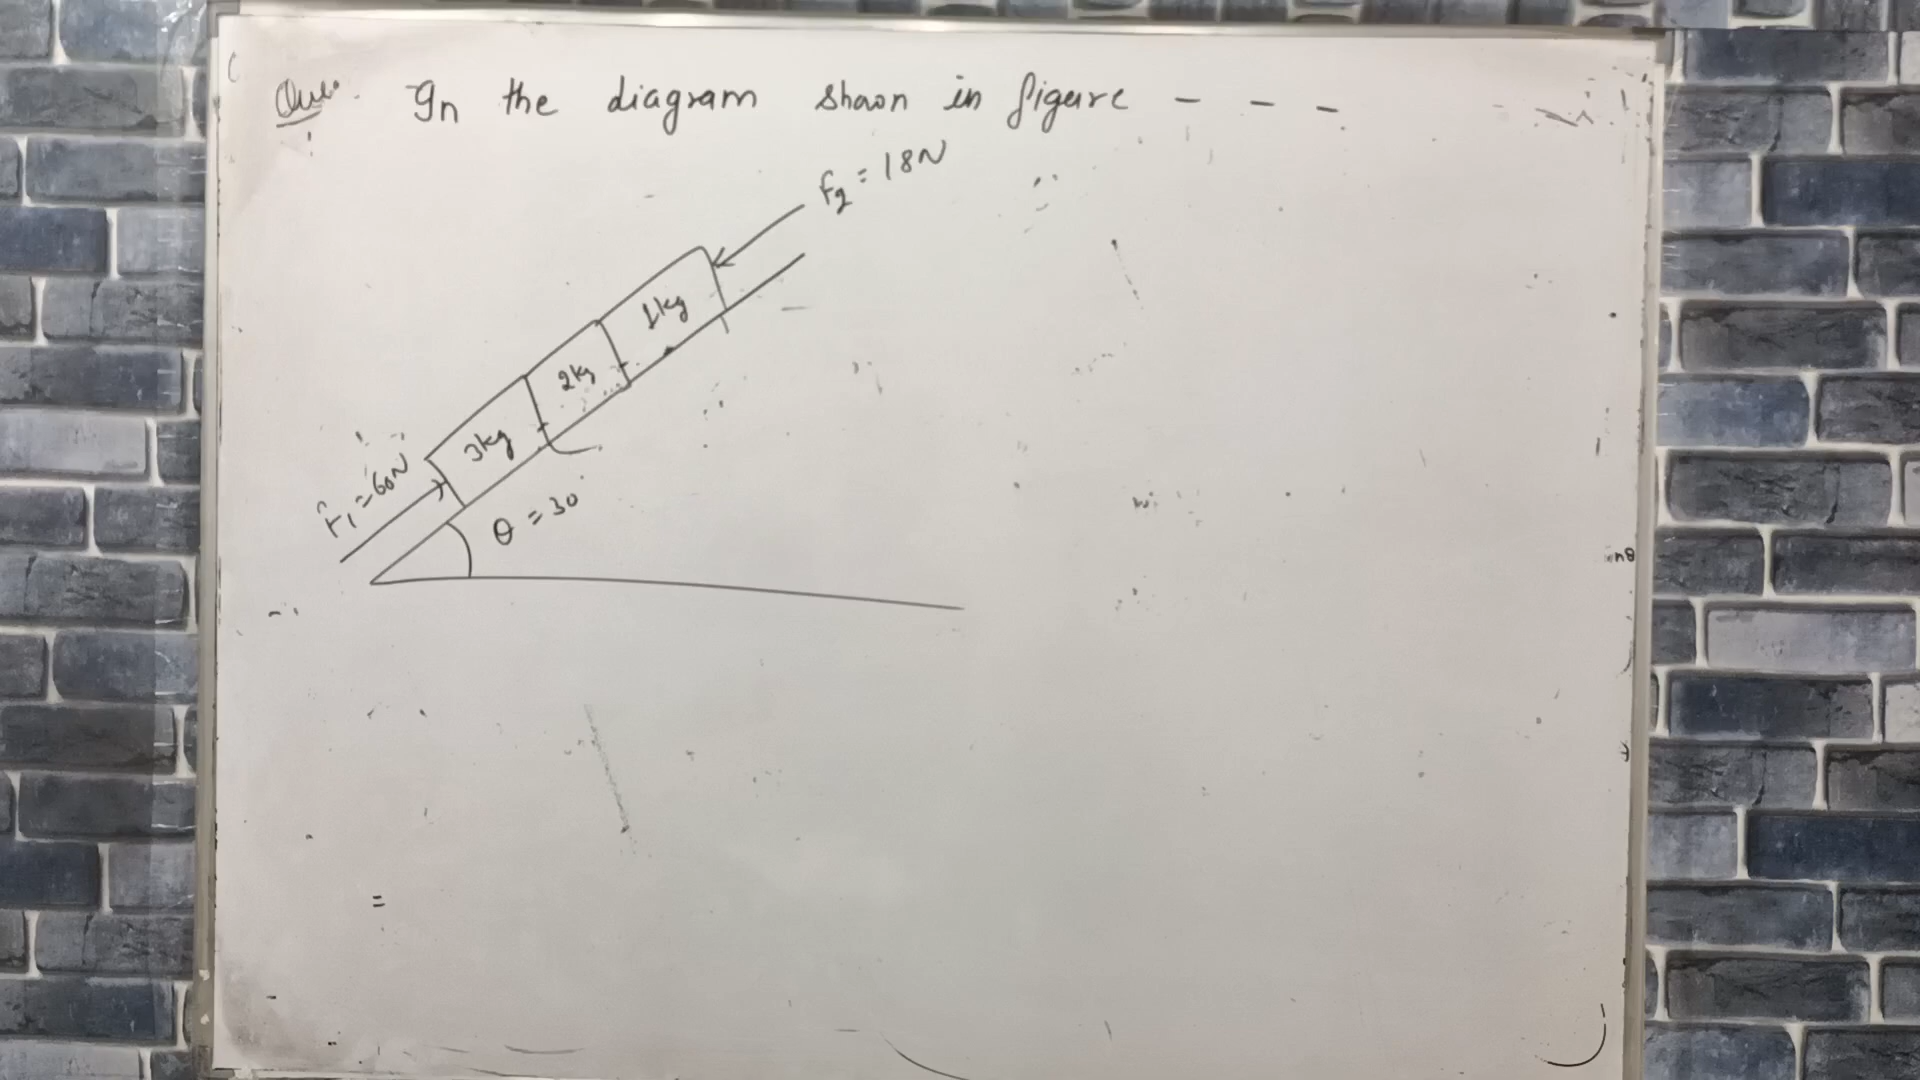 Que. In the diagram shown in figure - - -
F₂ = 18N
1kg
2kg
3kg
F₁ = 60N
θ = 30°
=